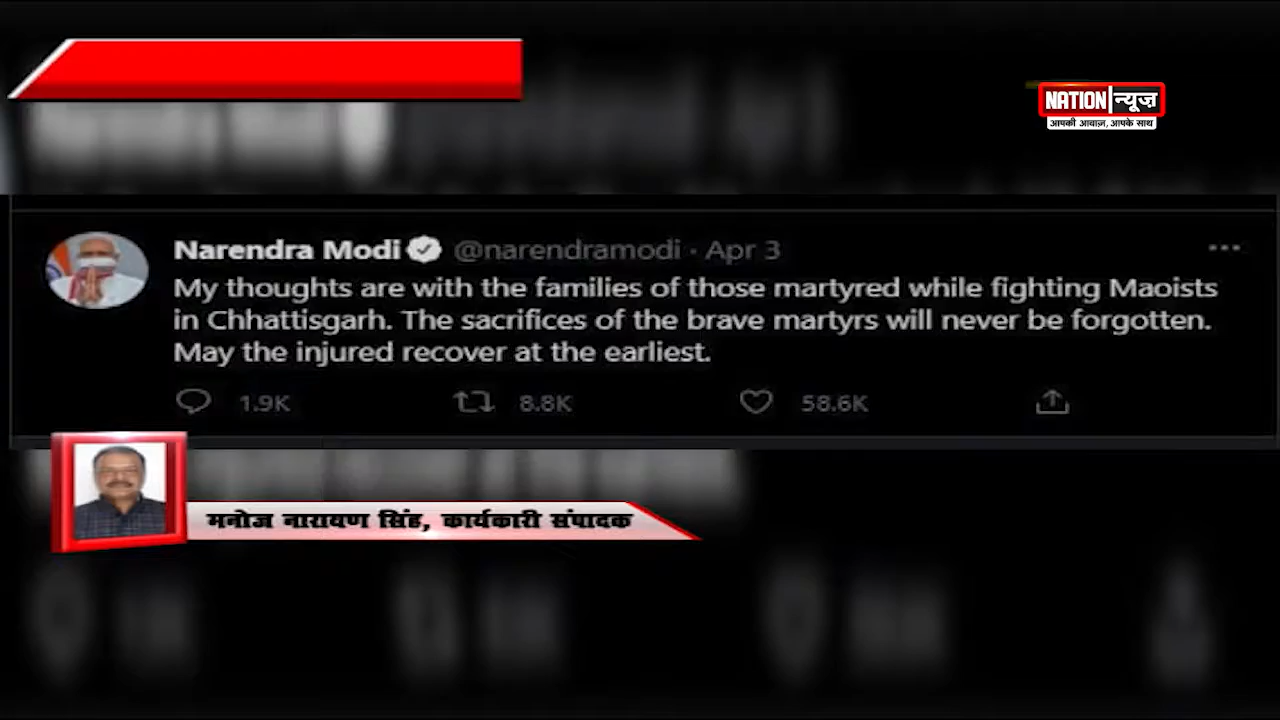 NATION न्यूज़
आपकी आवाज़, आपके साथ
Narendra Modi @narendramodi · Apr 3
My thoughts are with the families of those martyred while fighting Maoists
in Chhattisgarh. The sacrifices of the brave martyrs will never be forgotten.
May the injured recover at the earliest.
1.9K 8.8K 58.6K
मनोज नारायण सिंह, कार्यकारी संपादक